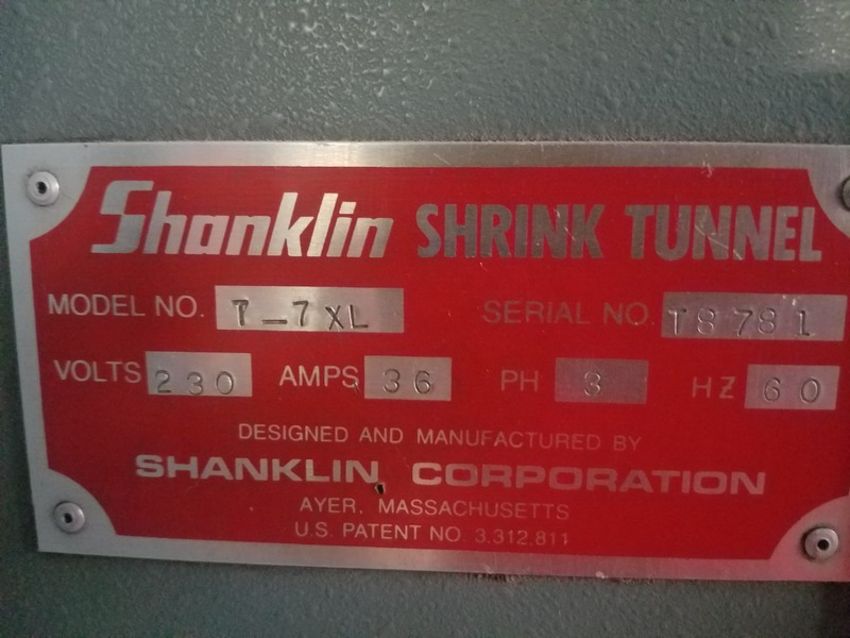 Shanklin SHRINK TUNNEL
MODEL NO. T-7XL SERIAL NO. T8781
VOLTS 230 AMPS 36 PH 3 HZ 60
DESIGNED AND MANUFACTURED BY
SHANKLIN CORPORATION
AYER, MASSACHUSETTS
U.S. PATENT NO. 3,312,811